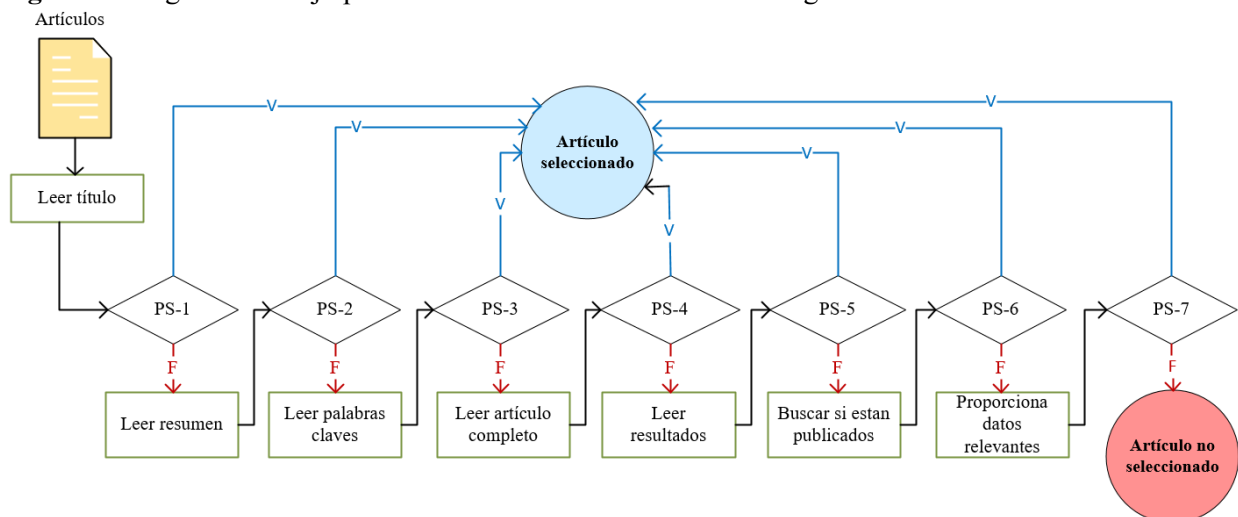 Artículos
Leer título
V
V
V
V
V
V
V
Artículo
seleccionado
PS-1
PS-2
PS-3
PS-4
PS-5
PS-6
PS-7
F
F
F
F
F
F
F
Leer resumen
Leer palabras
claves
Leer artículo
completo
Leer
resultados
Buscar si estan
publicados
Proporciona
datos
relevantes
Artículo no
seleccionado